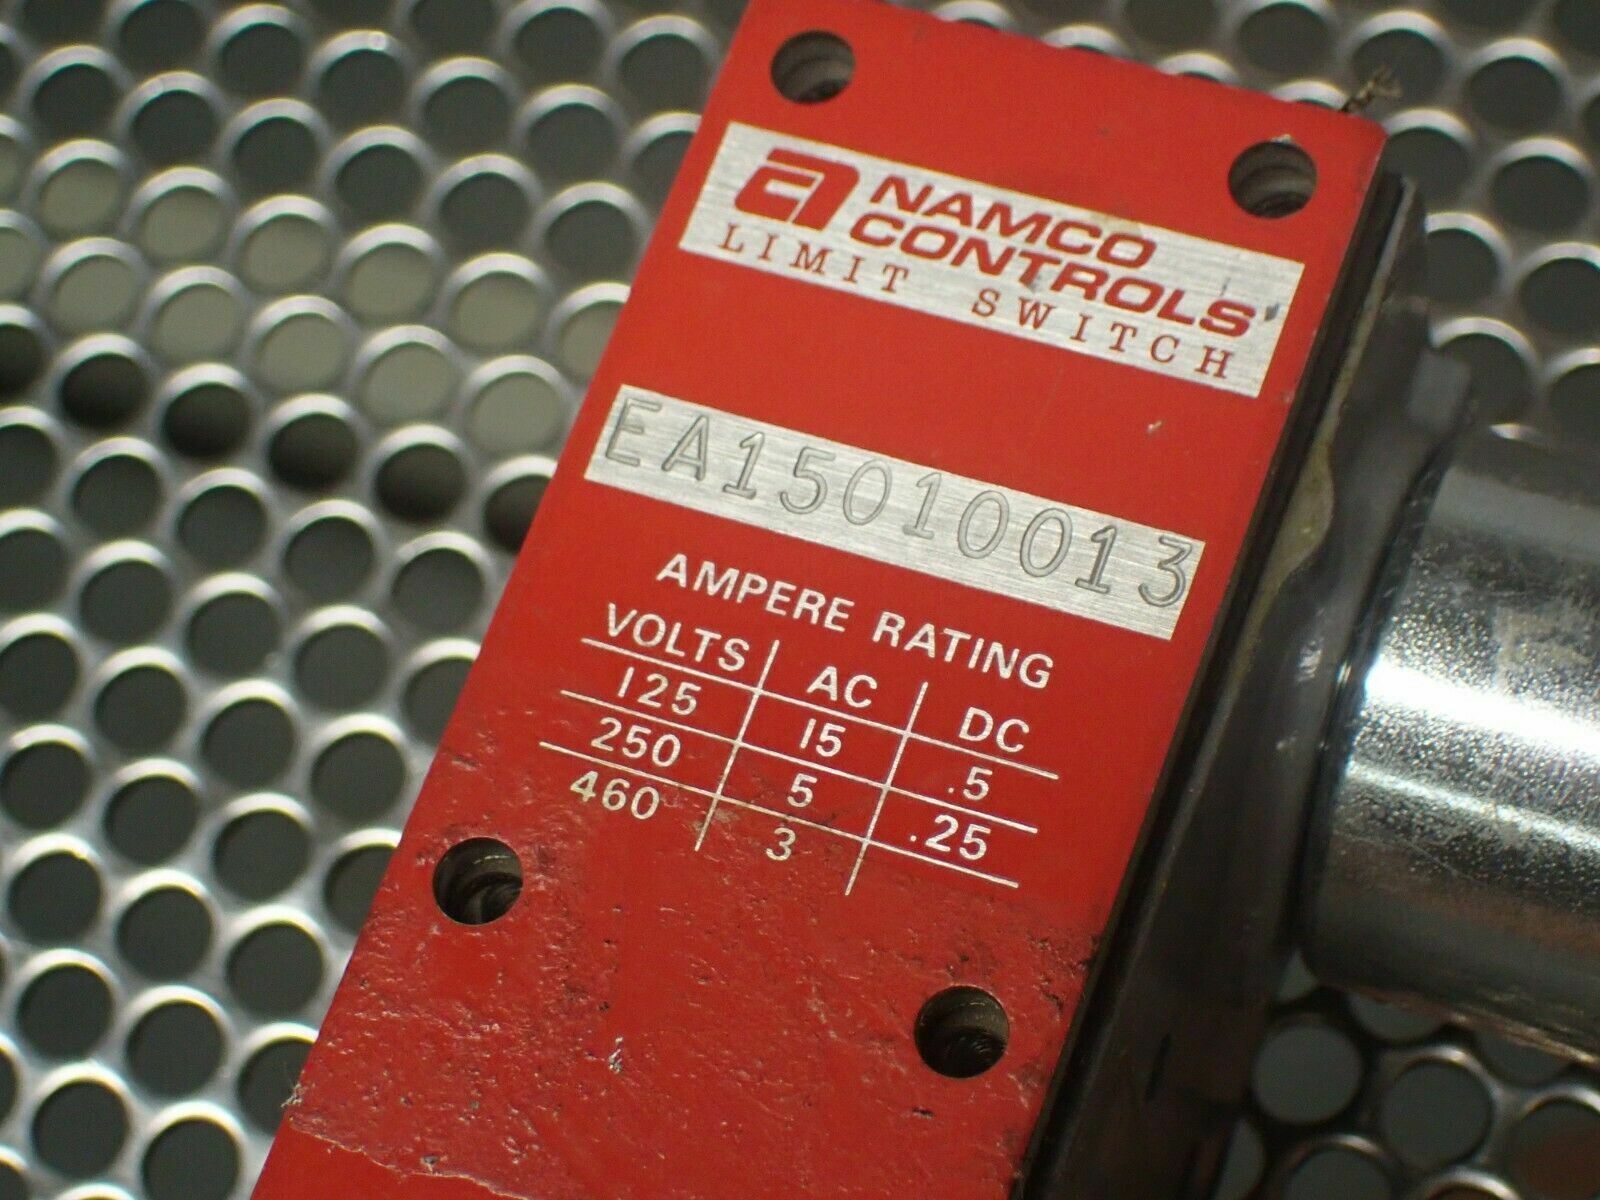 NAMCO
CONTROLS
LIMIT SWITCH
EA15010013
AMPERE RATING
VOLTS AC DC
125 15 .5
250 5 .25
460 3